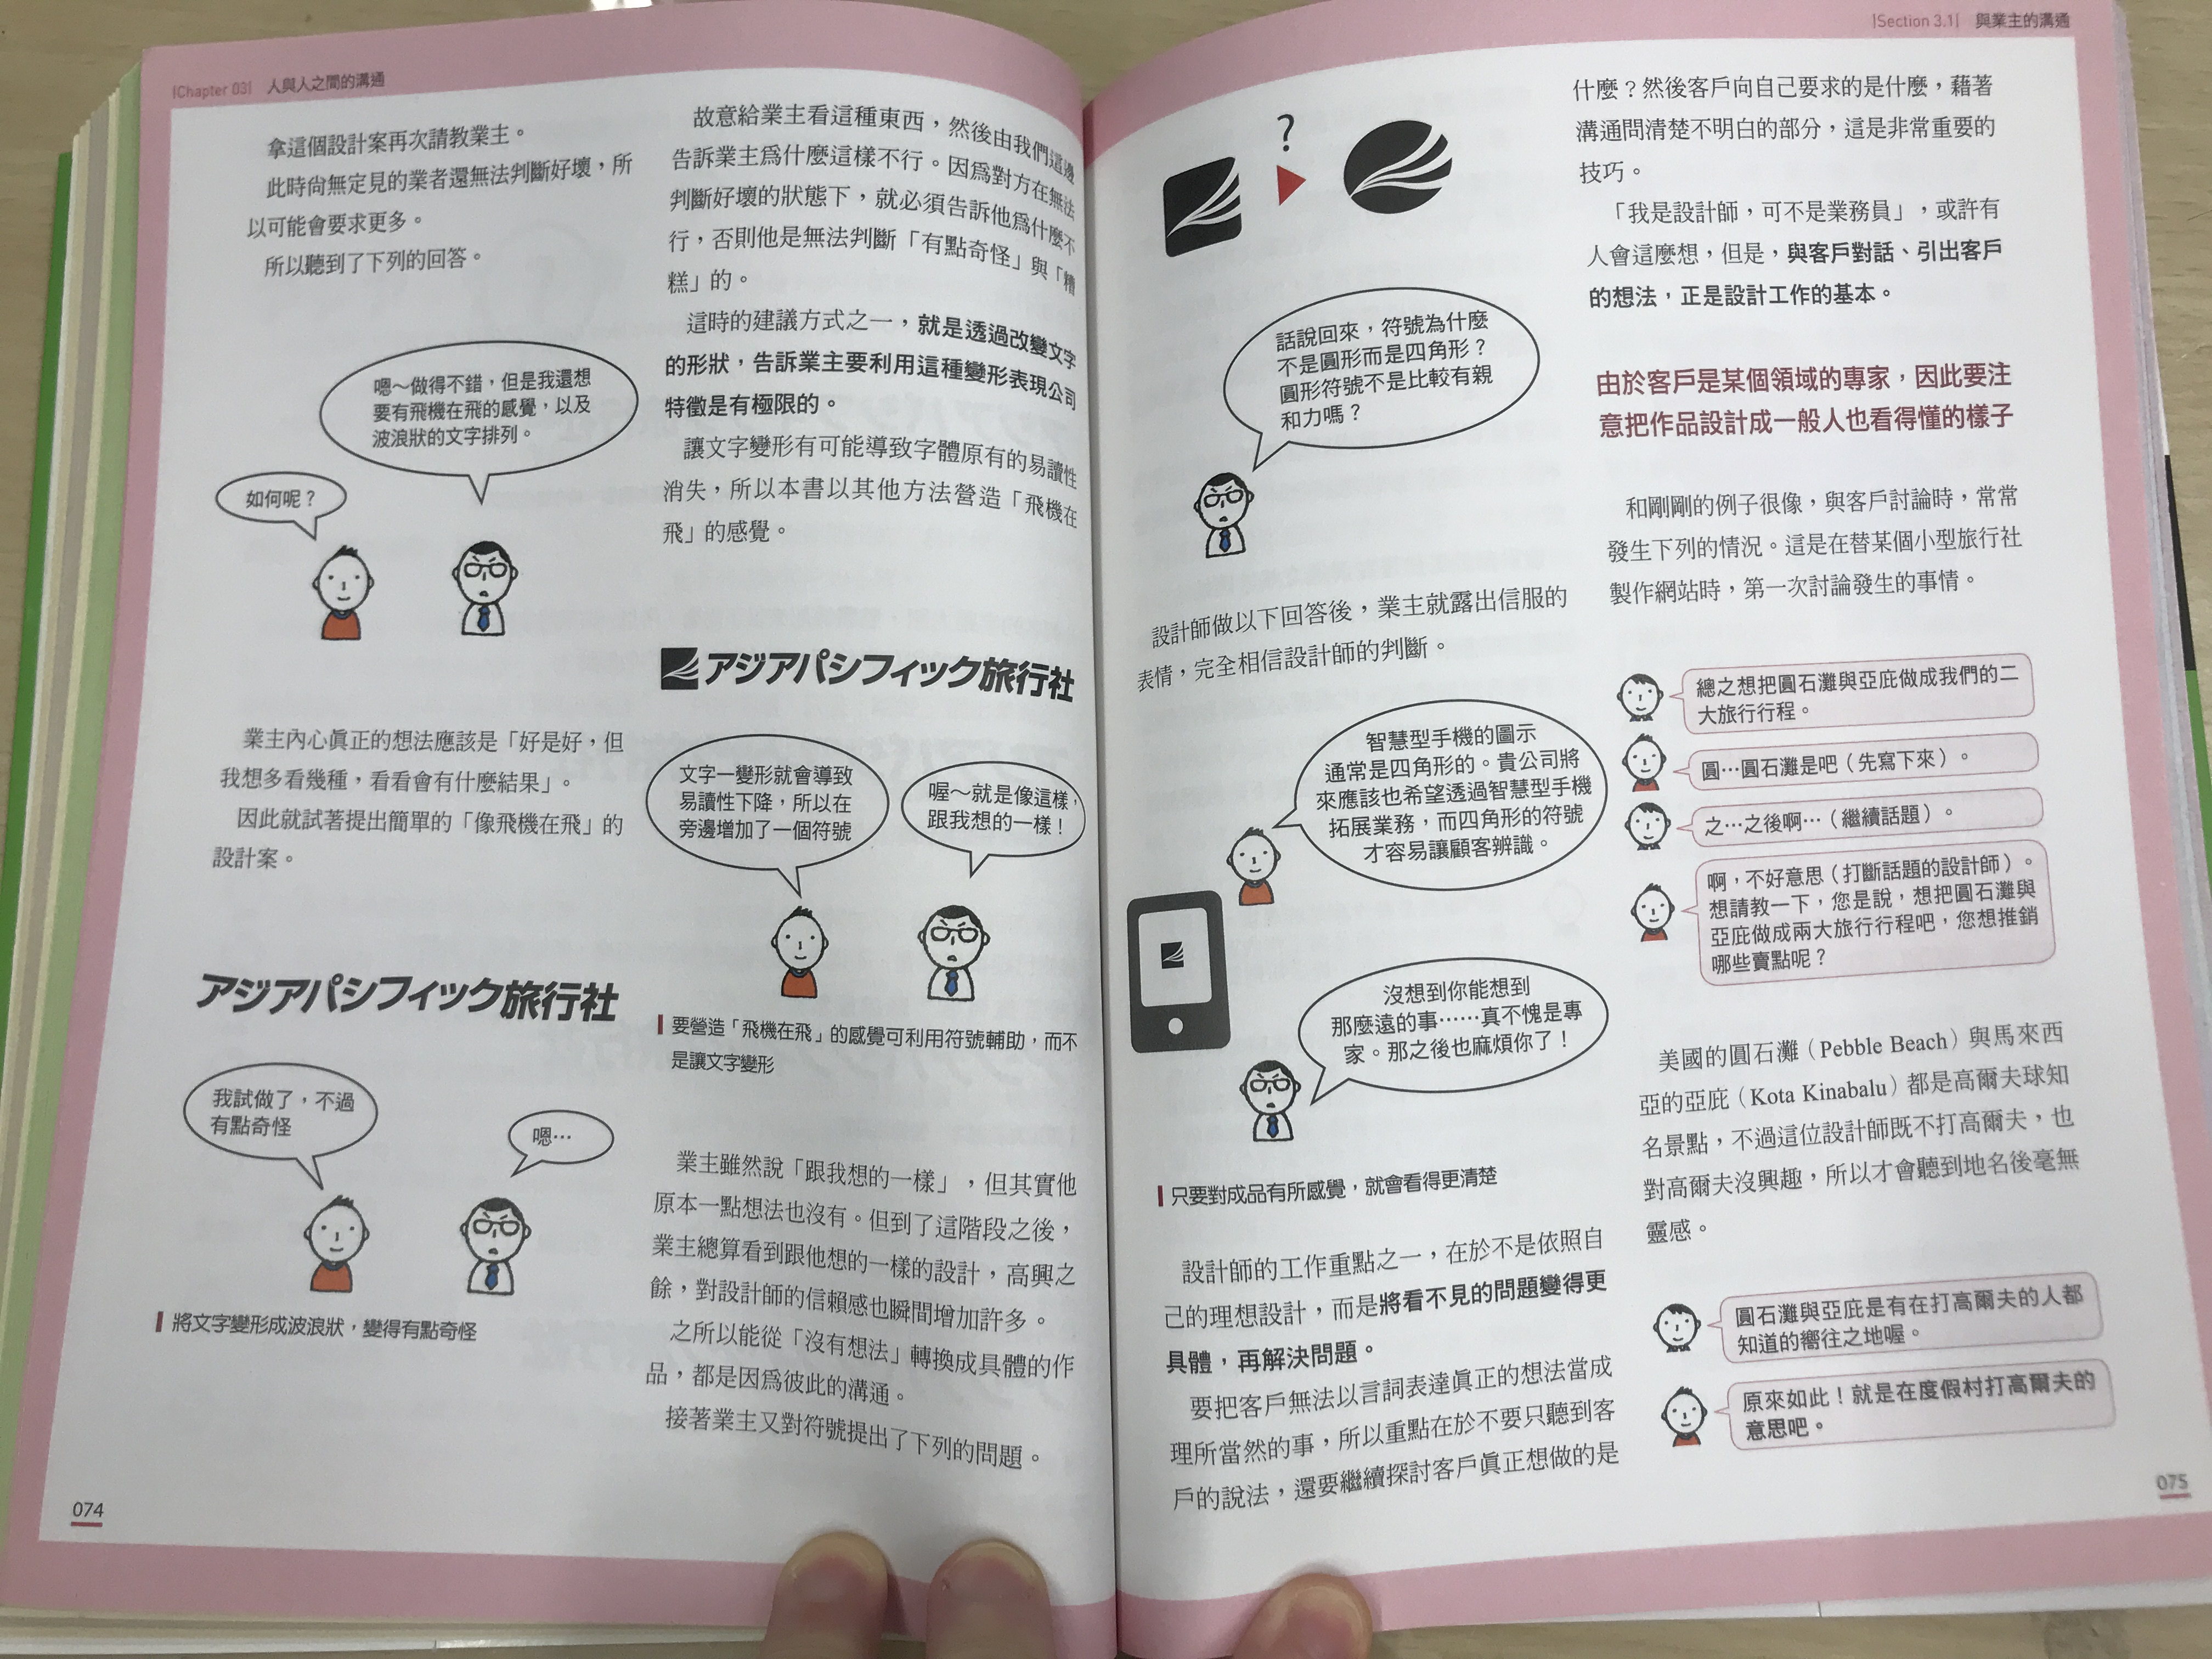 |Chapter 03| 人與人之間的溝通
拿這個設計案再次請教業主。
此時尚無定見的業者還無法判斷好壞，所
以可能會要求更多。
所以聽到了下列的回答。
嗯～做得不錯，但是我還想
要有飛機在飛的感覺，以及
波浪狀的文字排列。
如何呢？
業主內心眞正的想法應該是「好是好，但
我想多看幾種，看看會有什麼結果」。
因此就試著提出簡單的「像飛機在飛」的
設計案。
アジアパシフィック旅行社
我試做了，不過
有點奇怪
嗯…
將文字變形成波浪狀，變得有點奇怪
074
故意給業主看這種東西，然後由我們這邊
告訴業主爲什麼這樣不行。因爲對方在無法
判斷好壞的狀態下，就必須告訴他爲什麼不
行，否則他是無法判斷「有點奇怪」與「糟
糕」的。
這時的建議方式之一，就是透過改變文字
的形狀，告訴業主要利用這種變形表現公司
特徵是有極限的。
讓文字變形有可能導致字體原有的易讀性
消失，所以本書以其他方法營造「飛機在
飛」的感覺。
アジアパシフィック旅行社
文字一變形就會導致
易讀性下降，所以在
旁邊增加了一個符號
喔～就是像這樣，
跟我想的一樣！
要營造「飛機在飛」的感覺可利用符號輔助，而不
是讓文字變形
業主雖然說「跟我想的一樣」，但其實他
原本一點想法也沒有。但到了這階段之後，
業主總算看到跟他想的一樣的設計，高興之
餘，對設計師的信賴感也瞬間增加許多。
之所以能從「沒有想法」轉換成具體的作
品，都是因爲彼此的溝通。
接著業主又對符號提出了下列的問題。
|Section 3.1| 與業主的溝通
?
話說回來，符號為什麼
不是圓形而是四角形？
圓形符號不是比較有親
和力嗎？
設計師做以下回答後，業主就露出信服的
表情，完全相信設計師的判斷。
智慧型手機的圖示
通常是四角形的。貴公司將
來應該也希望透過智慧型手機
拓展業務，而四角形的符號
才容易讓顧客辨識。
沒想到你能想到
那麼遠的事……真不愧是專
家。那之後也麻煩你了！
只要對成品有所感覺，就會看得更清楚
設計師的工作重點之一，在於不是依照自
己的理想設計，而是將看不見的問題變得更
具體，再解決問題。
要把客戶無法以言詞表達眞正的想法當成
理所當然的事，所以重點在於不要只聽到客
戶的說法，還要繼續探討客戶眞正想做的是
什麼？然後客戶向自己要求的是什麼，藉著
溝通問清楚不明白的部分，這是非常重要的
技巧。
「我是設計師，可不是業務員」，或許有
人會這麼想，但是，與客戶對話、引出客戶
的想法，正是設計工作的基本。
由於客戶是某個領域的專家，因此要注
意把作品設計成一般人也看得懂的樣子
和剛剛的例子很像，與客戶討論時，常常
發生下列的情況。這是在替某個小型旅行社
製作網站時，第一次討論發生的事情。
總之想把圓石灘與亞庇做成我們的二
大旅行行程。
圓…圓石灘是吧（先寫下來）。
之…之後啊…（繼續話題）。
啊，不好意思（打斷話題的設計師）。
想請教一下，您是說，想把圓石灘與
亞庇做成兩大旅行行程吧，您想推銷
哪些賣點呢？
美國的圓石灘（Pebble Beach）與馬來西
亞的亞庇（Kota Kinabalu）都是高爾夫球知
名景點，不過這位設計師既不打高爾夫，也
對高爾夫沒興趣，所以才會聽到地名後毫無
靈感。
圓石灘與亞庇是有在打高爾夫的人都
知道的嚮往之地喔。
原來如此！就是在度假村打高爾夫的
意思吧。
075